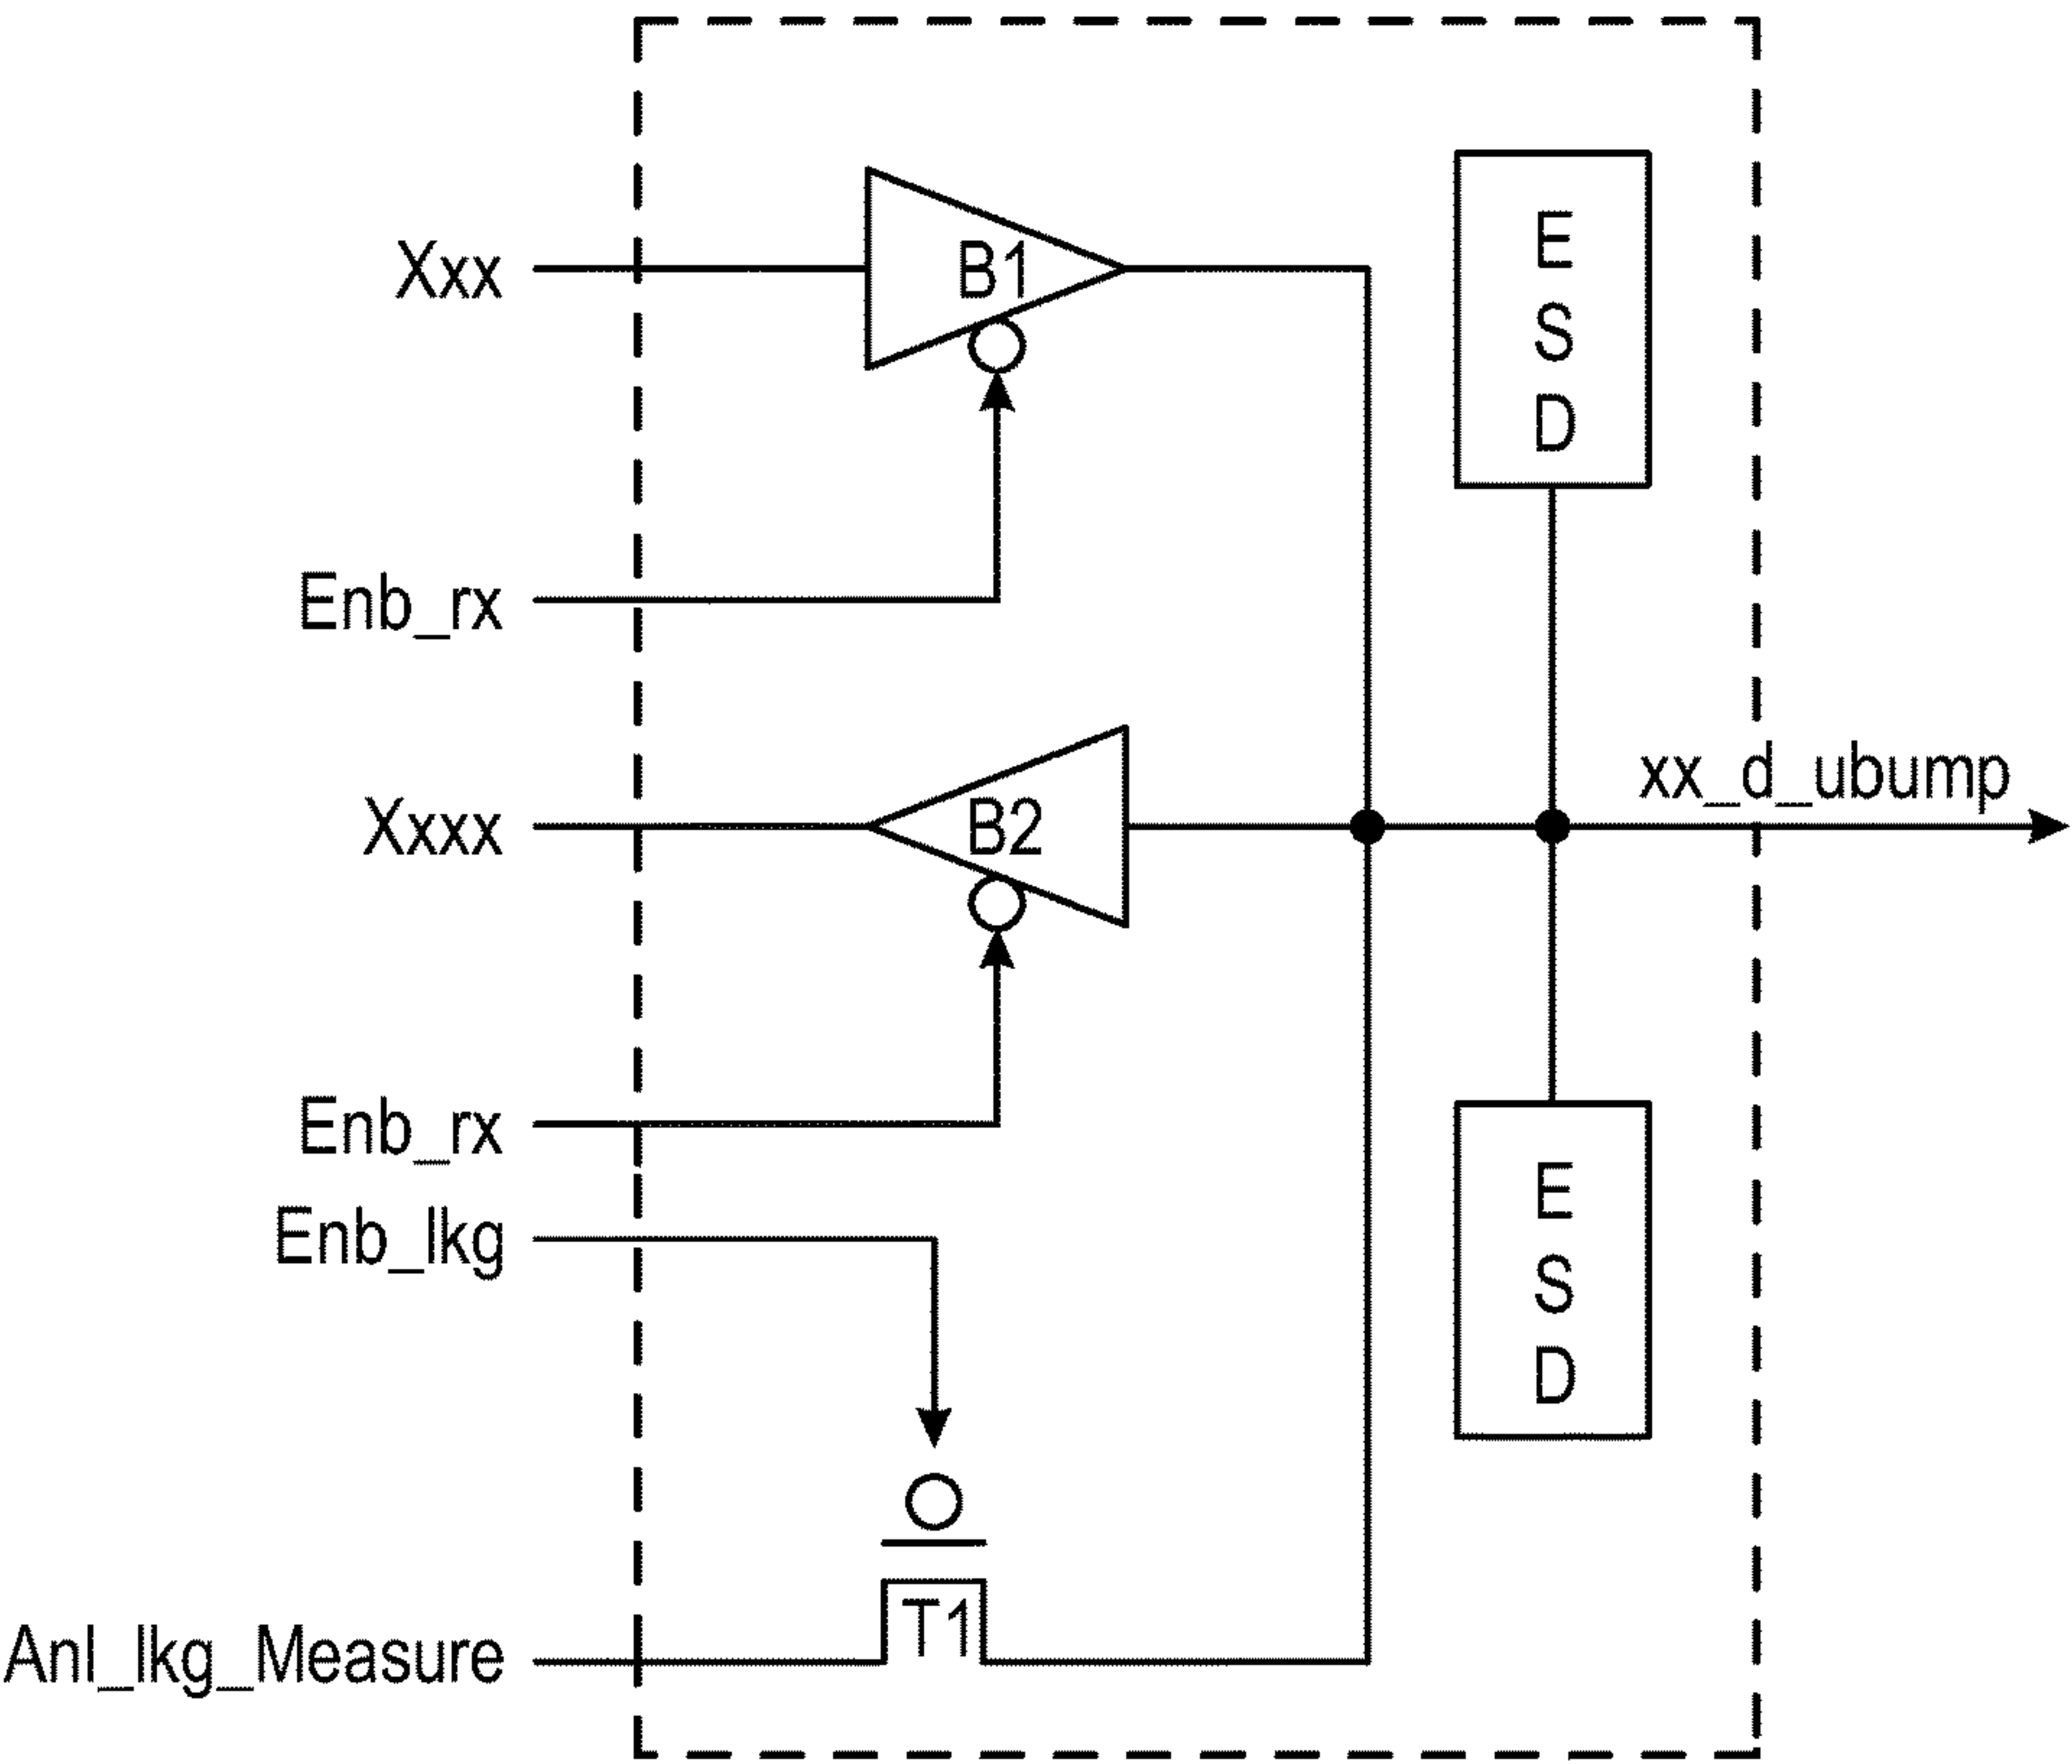 Xxx
B1
E
S
D
Enb_rx
xx_d_ubump
Xxxx
B2
Enb_rx
Enb_lkg
E
S
D
T1
Anl_lkg_Measure